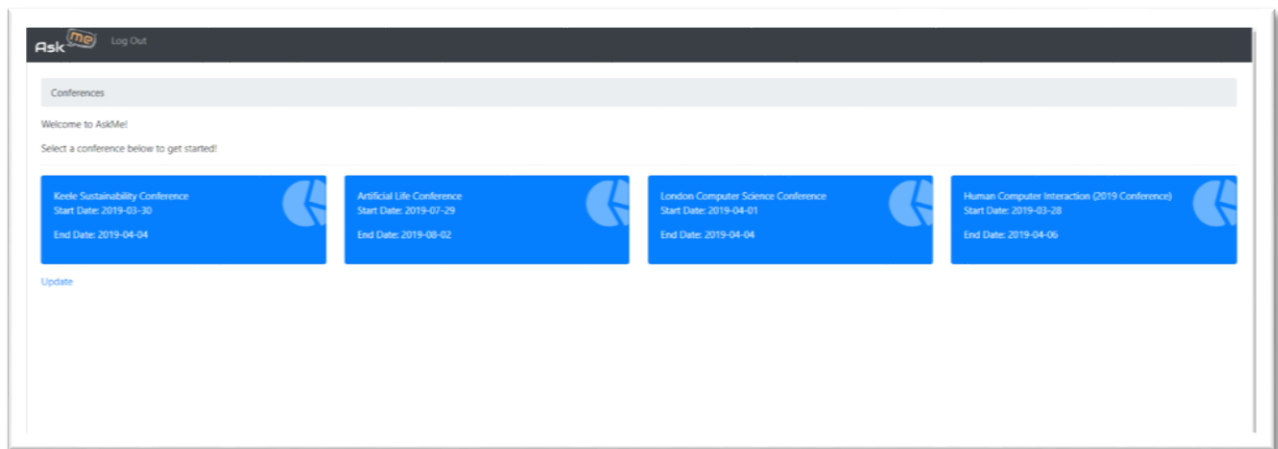 Ask me Log Out
Conferences
Welcome to AskMe!
Select a conference below to get started!
Keele Sustainability Conference
Start Date: 2019-03-30
End Date: 2019-04-04
Artificial Life Conference
Start Date: 2019-07-29
End Date: 2019-08-02
London Computer Science Conference
Start Date: 2019-04-01
End Date: 2019-04-04
Human Computer Interaction (2019 Conference)
Start Date: 2019-03-28
End Date: 2019-04-06
Update